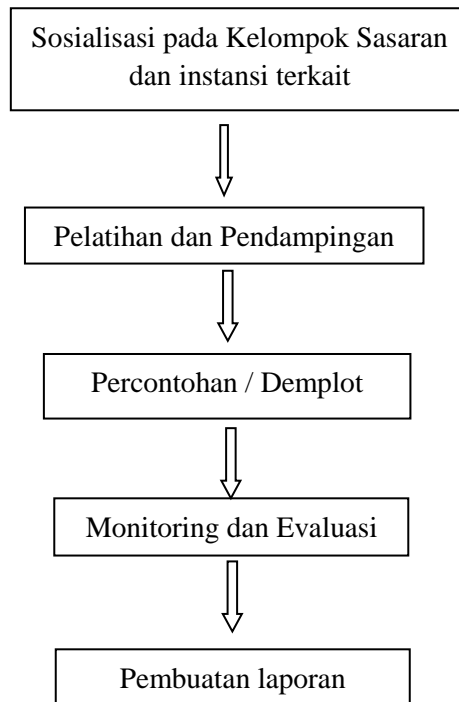 Sosialisasi pada Kelompok Sasaran
dan instansi terkait
Pelatihan dan Pendampingan
Percontohan / Demplot
Monitoring dan Evaluasi
Pembuatan laporan